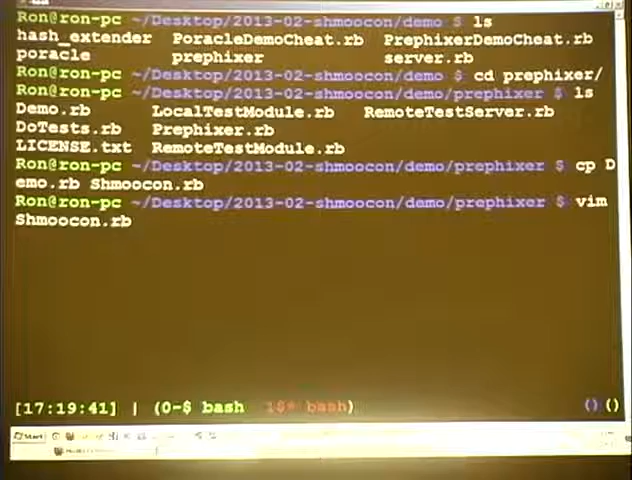 Ron@ron-pc ~/Desktop/2013-02-shmoocon/demo $ ls
hash_extender PoracleDemoCheat.rb PrephixerDemoCheat.rb
poracle prephixer server.rb
Ron@ron-pc ~/Desktop/2013-02-shmoocon/demo $ cd prephixer/
Ron@ron-pc ~/Desktop/2013-02-shmoocon/demo/prephixer $ ls
Demo.rb LocalTestModule.rb RemoteTestServer.rb
DoTests.rb Prephixer.rb
LICENSE.txt RemoteTestModule.rb
Ron@ron-pc ~/Desktop/2013-02-shmoocon/demo/prephixer $ cp D
emo.rb Shmoocon.rb
Ron@ron-pc ~/Desktop/2013-02-shmoocon/demo/prephixer $ vim
Shmoocon.rb
[17:19:41] | (0-$ bash 1$* bash) ()()
Start